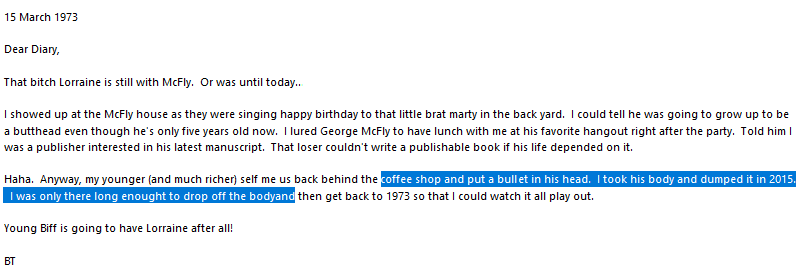 15 March 1973
Dear Diary,
That bitch Lorraine is still with McFly.  Or was until today..
I showed up at the McFly house as they were singing happy birthday to that little brat marty in the back yard.  I could tell he was going to grow up to be
a butthead even though he's only five years old now.  I lured George McFly to have lunch with me at his favorite hangout right after the party.  Told him I
was a publisher interested in his latest manuscript.  That loser couldn't write a publishable book if his life depended on it.
Haha.  Anyway, my younger (and much richer) self me us back behind the coffee shop and put a bullet in his head.  I took his body and dumped it in 2015.
I was only there long enought to drop off the bodyand then get back to 1973 so that I could watch it all play out.
Young Biff is going to have Lorraine after all!
BT